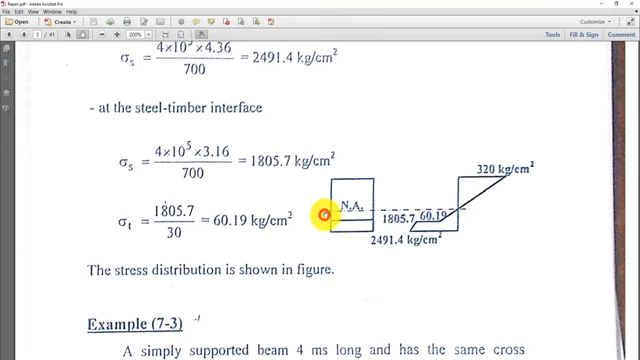 Repair.pdf - Adobe Acrobat Pro
File Edit View Window Help
Create
Customize
3 / 41
200%
Tools Fill & Sign Comment
σs = 4×10⁵×4.36 / 700 = 2491.4 kg/cm²
- at the steel-timber interface
σs = 4×10⁵×3.16 / 700 = 1805.7 kg/cm²
320 kg/cm²
N.A.
σt = 1805.7 / 30 = 60.19 kg/cm²
1805.7 60.19
2491.4 kg/cm²
The stress distribution is shown in figure.
Example (7-3)
A simply supported beam 4 ms long and has the same cross